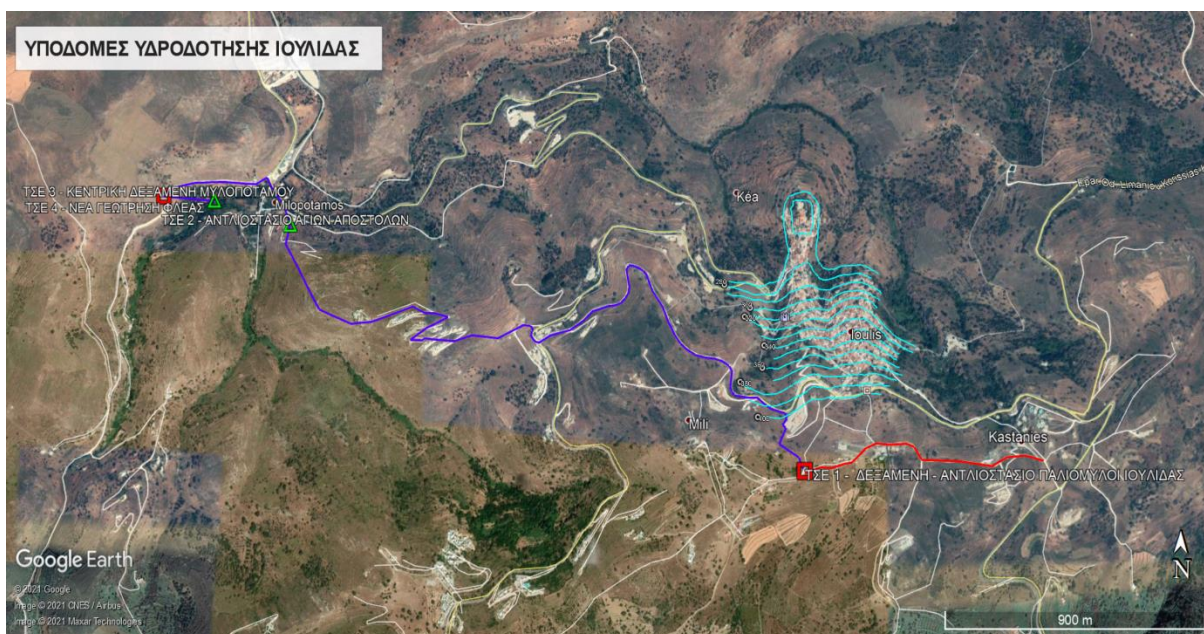 ΥΠΟΔΟΜΕΣ ΥΔΡΟΔΟΤΗΣΗΣ ΙΟΥΛΙΔΑΣ
Kéa
ΤΣΕ 3 - ΚΕΝΤΡΙΚΗ ΔΕΞΑΜΕΝΗ ΜΥΛΟΠΟΤΑΜΟΥ
ΤΣΕ 4 - ΝΕΑ ΓΕΩΤΡΗΣΗ ΦΛΕΑΣ
Milopotamos
ΤΣΕ 2 - ΑΝΤΛΙΟΣΤΑΣΙΟ ΑΓΙΩΝ ΑΠΟΣΤΟΛΩΝ
Ioulis
Mili
Kastanies
ΤΣΕ 1 - ΔΕΞΑΜΕΝΗ - ΑΝΤΛΙΟΣΤΑΣΙΟ ΠΑΛΙΟΜΥΛΟΙ ΙΟΥΛΙΔΑΣ
Google Earth
© 2021 Google
Image © 2021 CNES / Airbus
Image © 2021 Maxar Technologies
N
900 m